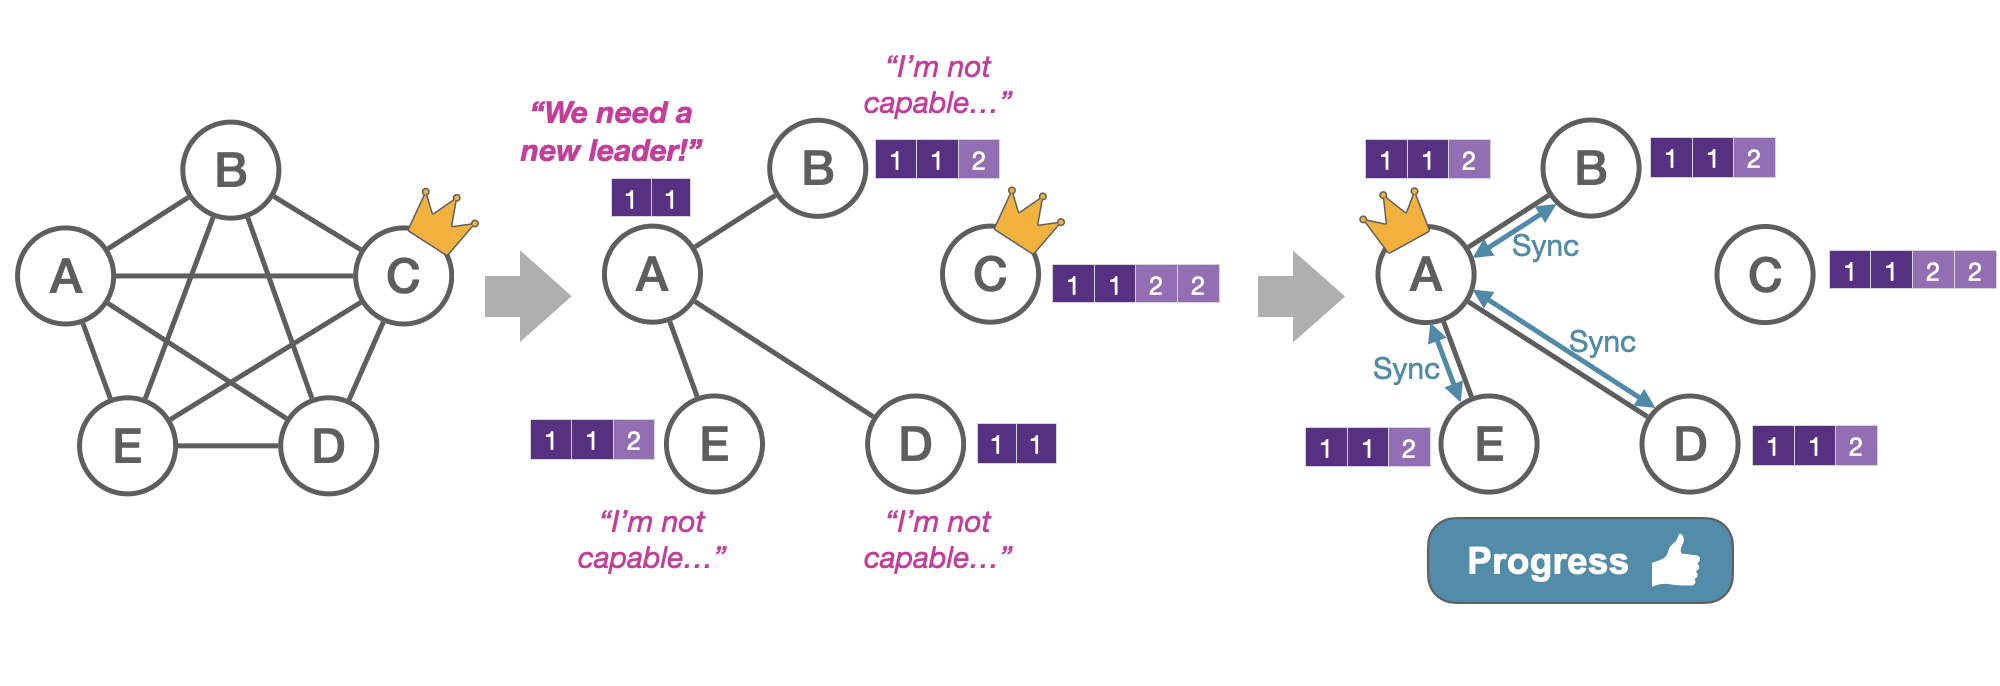 B
A
C
E
D
“We need a
new leader!”
1 1
A
“I’m not
capable…”
B
1 1 2
C
1 1 2 2
1 1 2
E
“I’m not
capable…”
D
1 1
“I’m not
capable…”
1 1 2
A
B
1 1 2
Sync
C
1 1 2 2
Sync
Sync
1 1 2
E
D
1 1 2
Progress